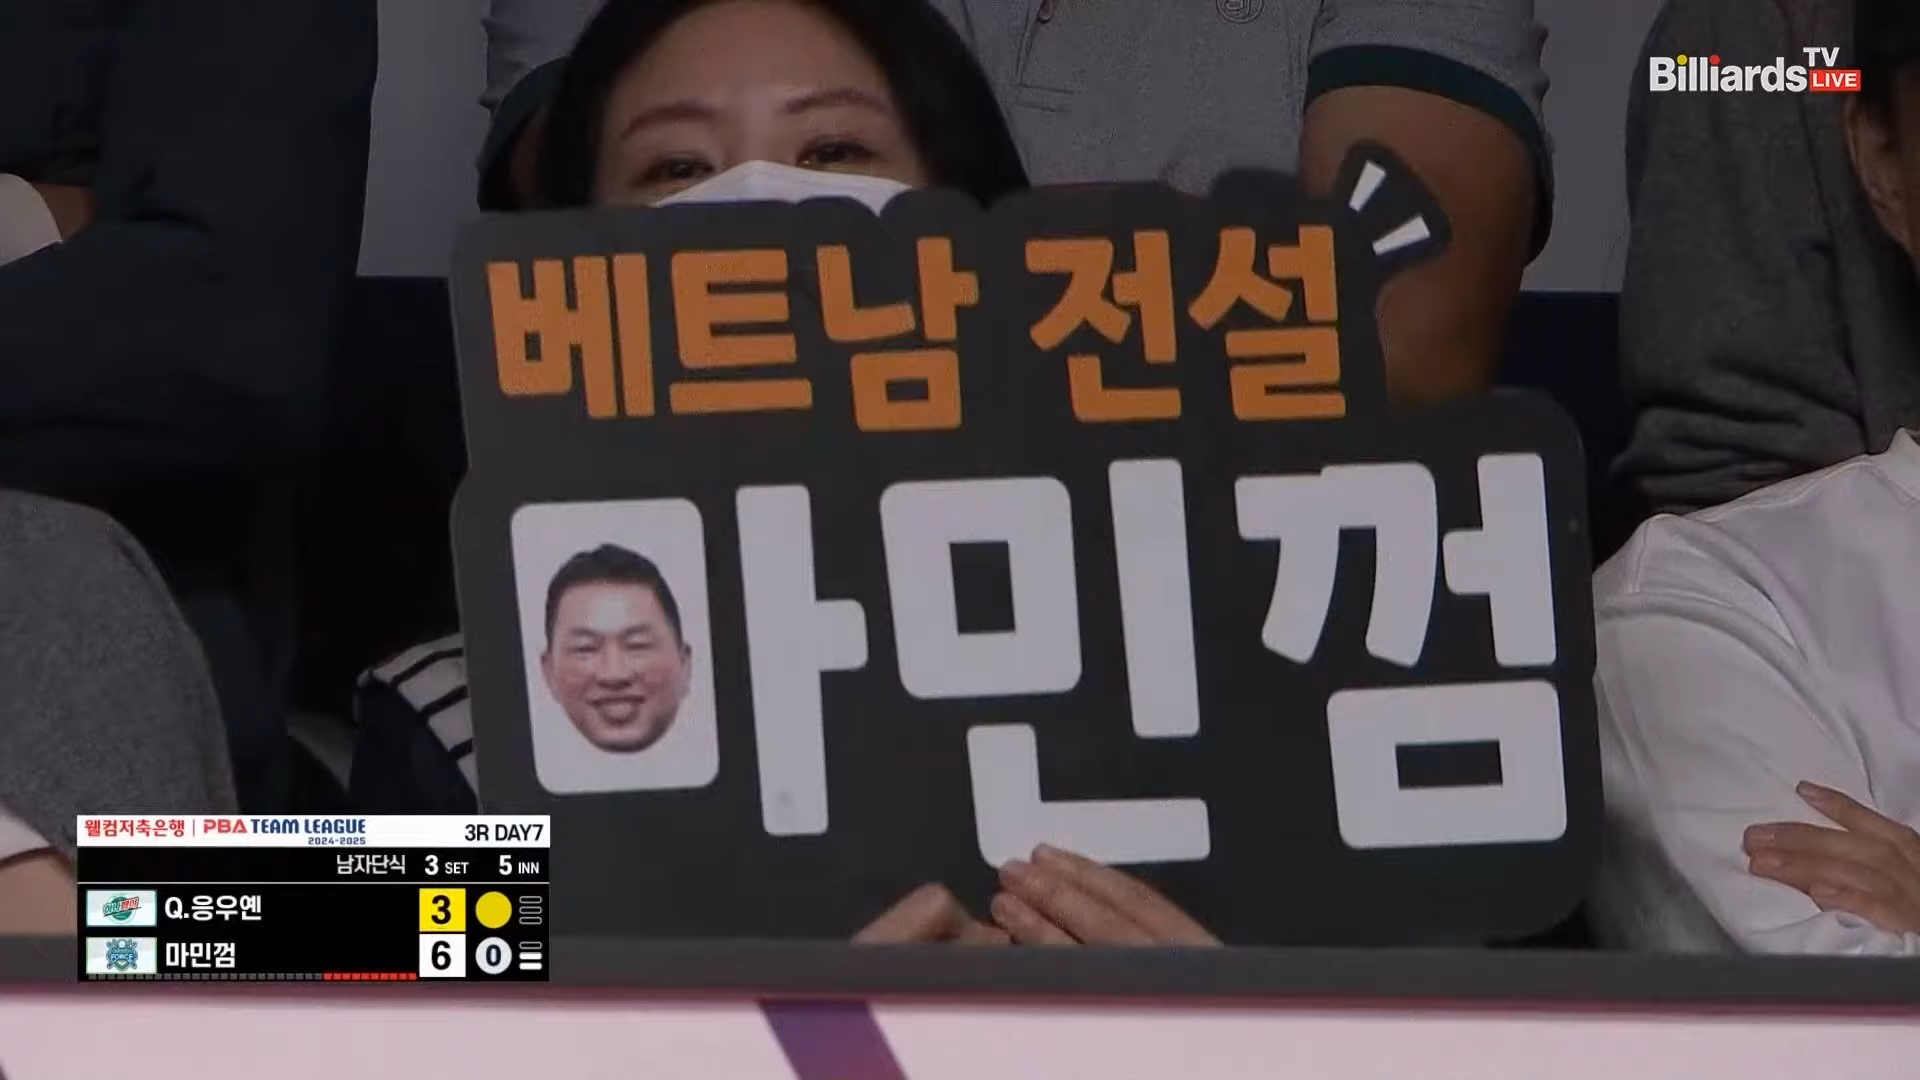 Billiards TV LIVE
베트남 전설
마민껌
웰컴저축은행 | PBA TEAM LEAGUE 2024-2025 3R DAY7
남자단식 3 SET 5 INN
Q.응우옌 3
마민껌 6 0